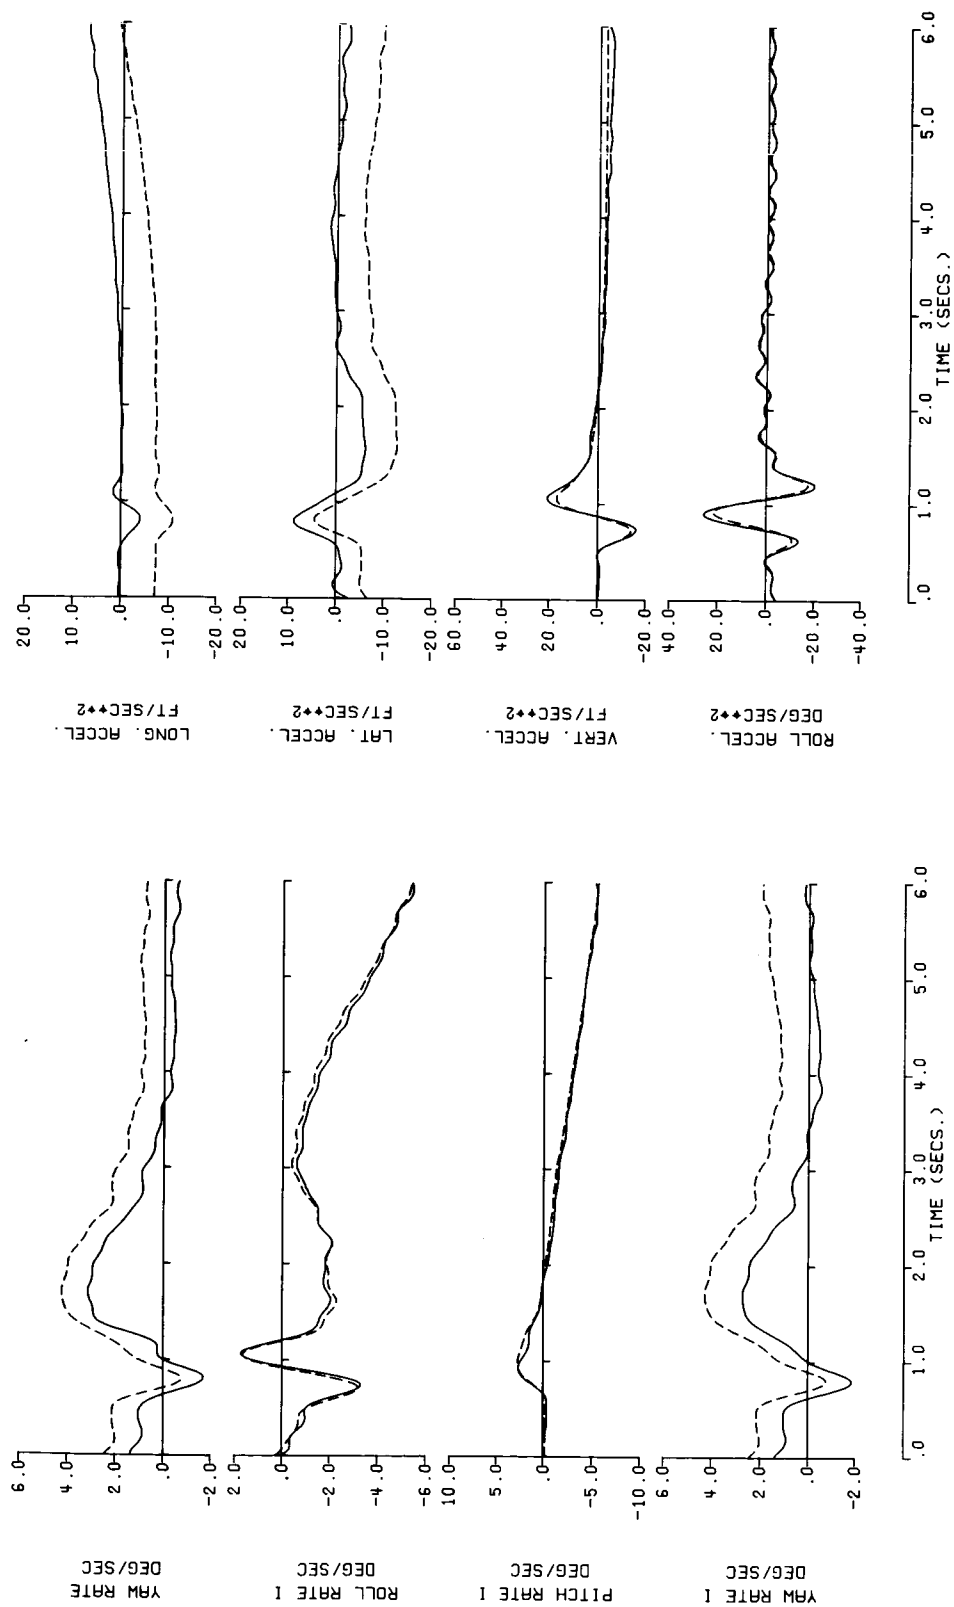 YAW RATE
DEG/SEC
6.0
4.0
2.0
.0
-2.0
ROLL RATE I
DEG/SEC
2.0
.0
-2.0
-4.0
-6.0
PITCH RATE I
DEG/SEC
10.0
5.0
.0
-5.0
-10.0
YAW RATE I
DEG/SEC
6.0
4.0
2.0
.0
-2.0
.0 1.0 2.0 3.0 4.0 5.0 6.0
TIME (SECS.)
LONG. ACCEL.
FT/SEC**2
20.0
10.0
.0
-10.0
-20.0
LAT. ACCEL.
FT/SEC**2
20.0
10.0
.0
-10.0
-20.0
VERT. ACCEL.
FT/SEC**2
60.0
40.0
20.0
.0
-20.0
ROLL ACCEL.
DEG/SEC**2
40.0
20.0
.0
-20.0
-40.0
.0 1.0 2.0 3.0 4.0 5.0 6.0
TIME (SECS.)